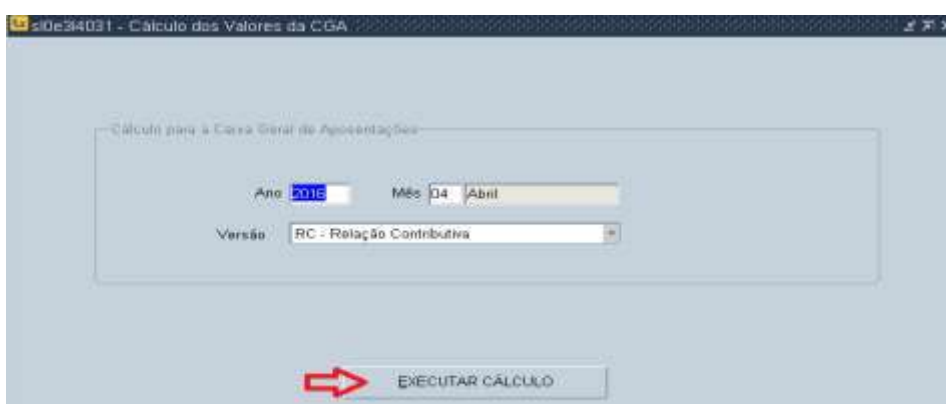 sl0e3i4031 - Cálculo dos Valores da CGA
Cálculo para a Caixa Geral de Aposentações
Ano 2016 Mês 04 Abril
Versão RC - Relação Contributiva
EXECUTAR CÁLCULO